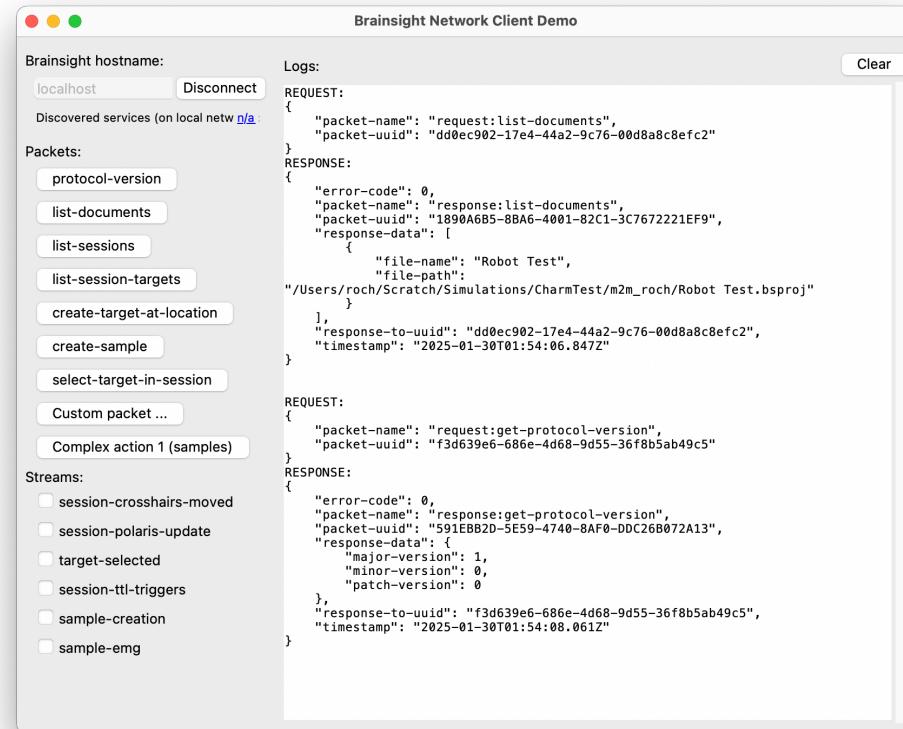 Brainsight Network Client Demo
Brainsight hostname:
localhost
Disconnect
Discovered services (on local netw n/a :
Packets:
protocol-version
list-documents
list-sessions
list-session-targets
create-target-at-location
create-sample
select-target-in-session
Custom packet ...
Complex action 1 (samples)
Streams:
session-crosshairs-moved
session-polaris-update
target-selected
session-ttl-triggers
sample-creation
sample-emg
Logs:
Clear
REQUEST:
{
    "packet-name": "request:list-documents",
    "packet-uuid": "dd0ec902-17e4-44a2-9c76-00d8a8c8efc2"
}
RESPONSE:
{
    "error-code": 0,
    "packet-name": "response:list-documents",
    "packet-uuid": "1890A6B5-8BA6-4001-82C1-3C7672221EF9",
    "response-data": [
        {
            "file-name": "Robot Test",
            "file-path":
"/Users/roch/Scratch/Simulations/CharmTest/m2m_roch/Robot Test.bsproj"
        }
    ],
    "response-to-uuid": "dd0ec902-17e4-44a2-9c76-00d8a8c8efc2",
    "timestamp": "2025-01-30T01:54:06.847Z"
}
REQUEST:
{
    "packet-name": "request:get-protocol-version",
    "packet-uuid": "f3d639e6-686e-4d68-9d55-36f8b5ab49c5"
}
RESPONSE:
{
    "error-code": 0,
    "packet-name": "response:get-protocol-version",
    "packet-uuid": "591EBB2D-5E59-4740-8AF0-DDC26B072A13",
    "response-data": {
        "major-version": 1,
        "minor-version": 0,
        "patch-version": 0
    },
    "response-to-uuid": "f3d639e6-686e-4d68-9d55-36f8b5ab49c5",
    "timestamp": "2025-01-30T01:54:08.061Z"
}